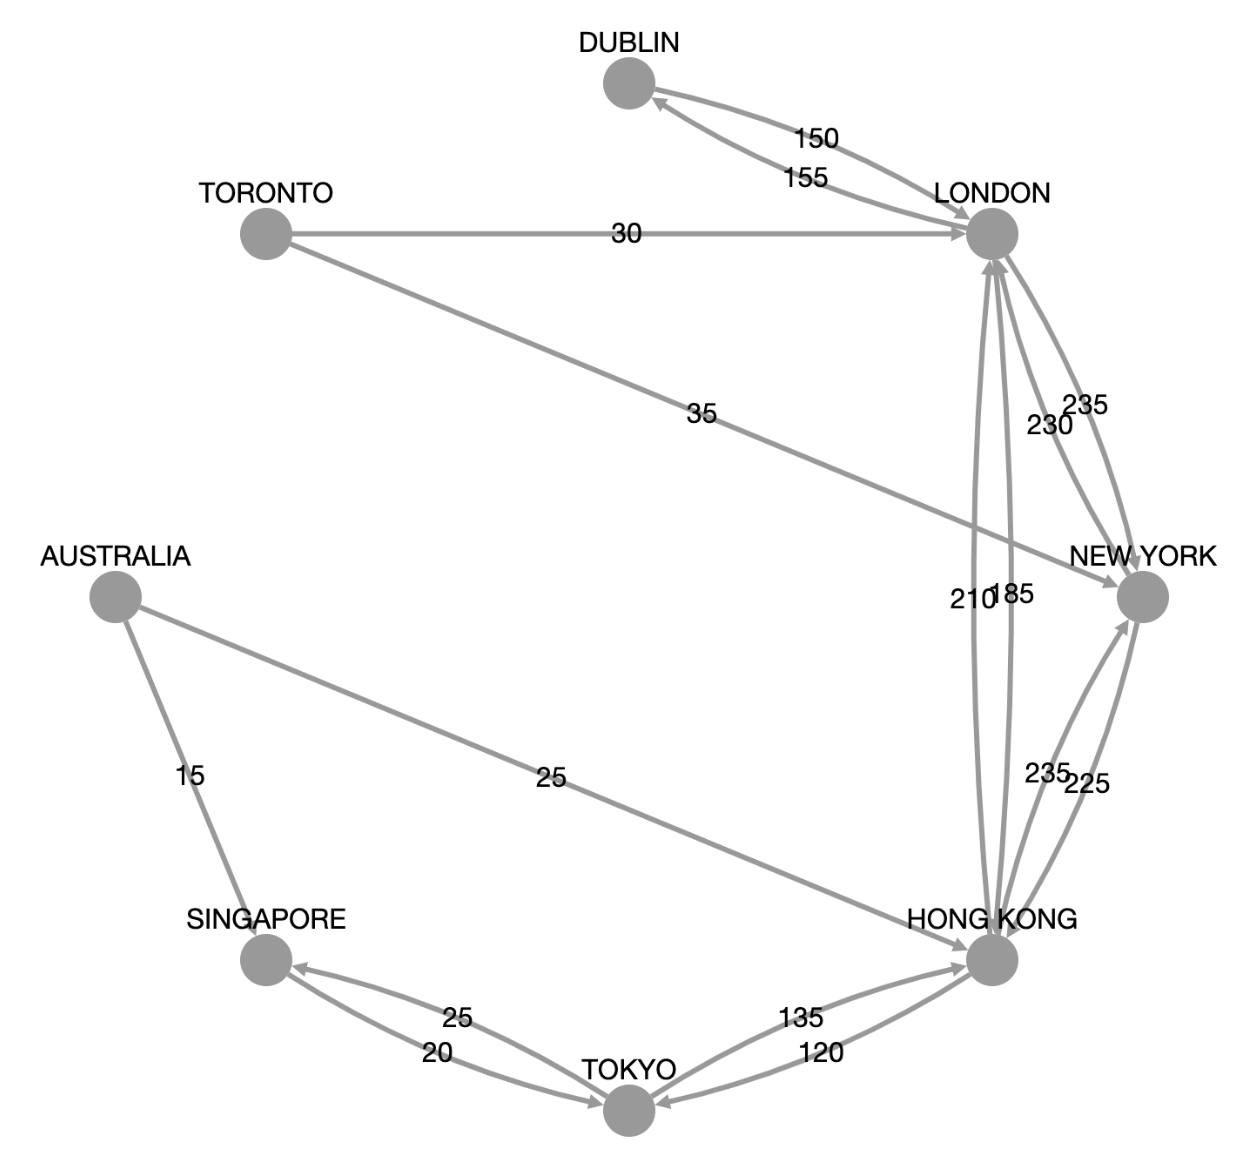 DUBLIN
150
155
TORONTO
LONDON
30
35
235
230
AUSTRALIA
NEW YORK
210
185
15
25
235
225
SINGAPORE
HONG KONG
25
135
20
120
TOKYO